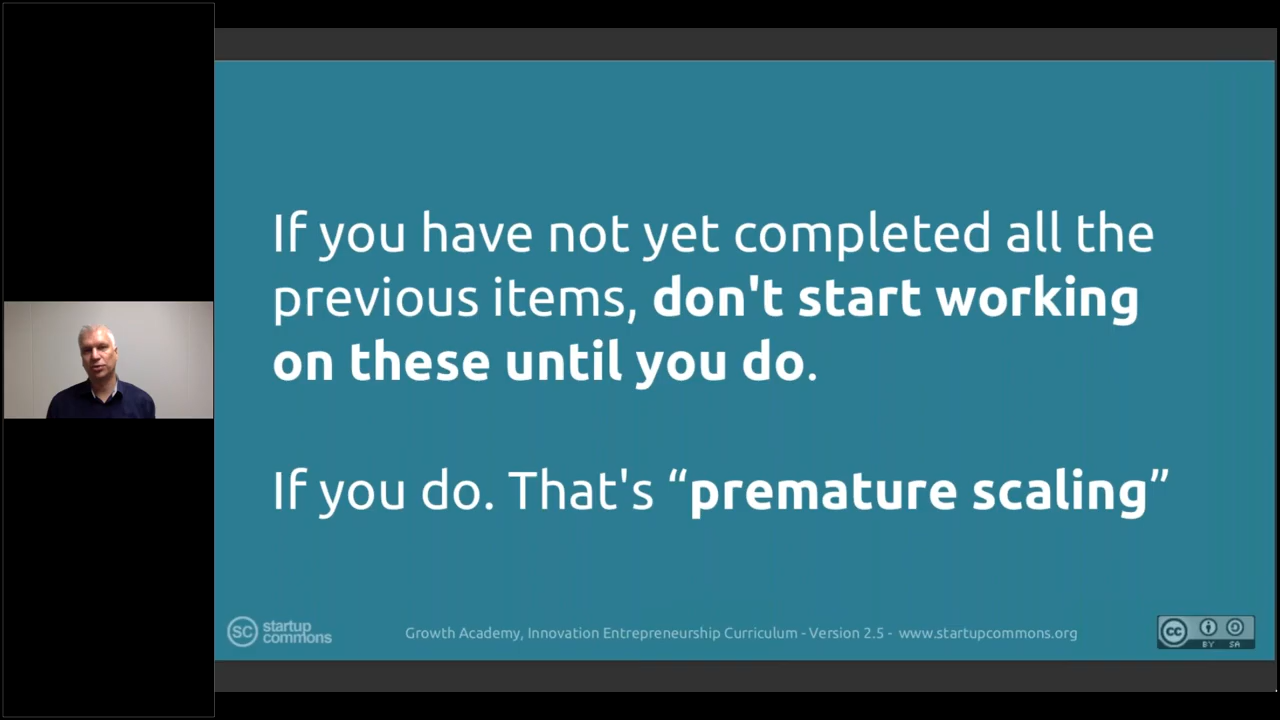 If you have not yet completed all the
previous items, don't start working
on these until you do.
If you do. That's “premature scaling”
SC startup
commons
Growth Academy, Innovation Entrepreneurship Curriculum - Version 2.5 - www.startupcommons.org
cc
BY SA